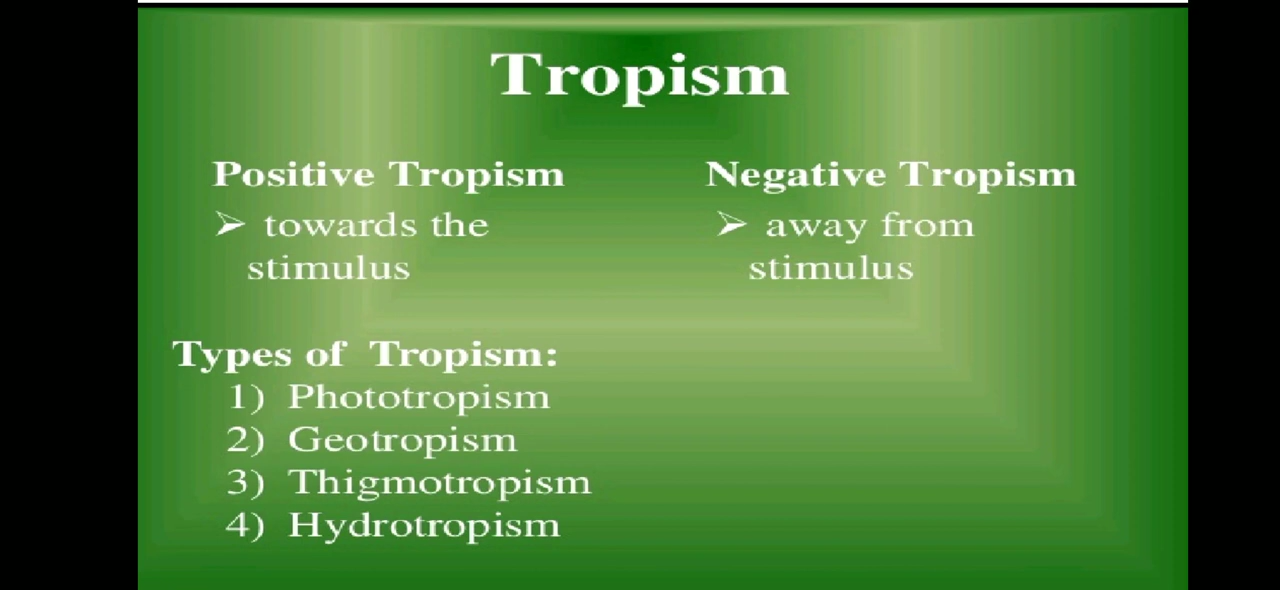 Tropism
Positive Tropism
➢ towards the
stimulus
Negative Tropism
➢ away from
stimulus
Types of Tropism:
1) Phototropism
2) Geotropism
3) Thigmotropism
4) Hydrotropism